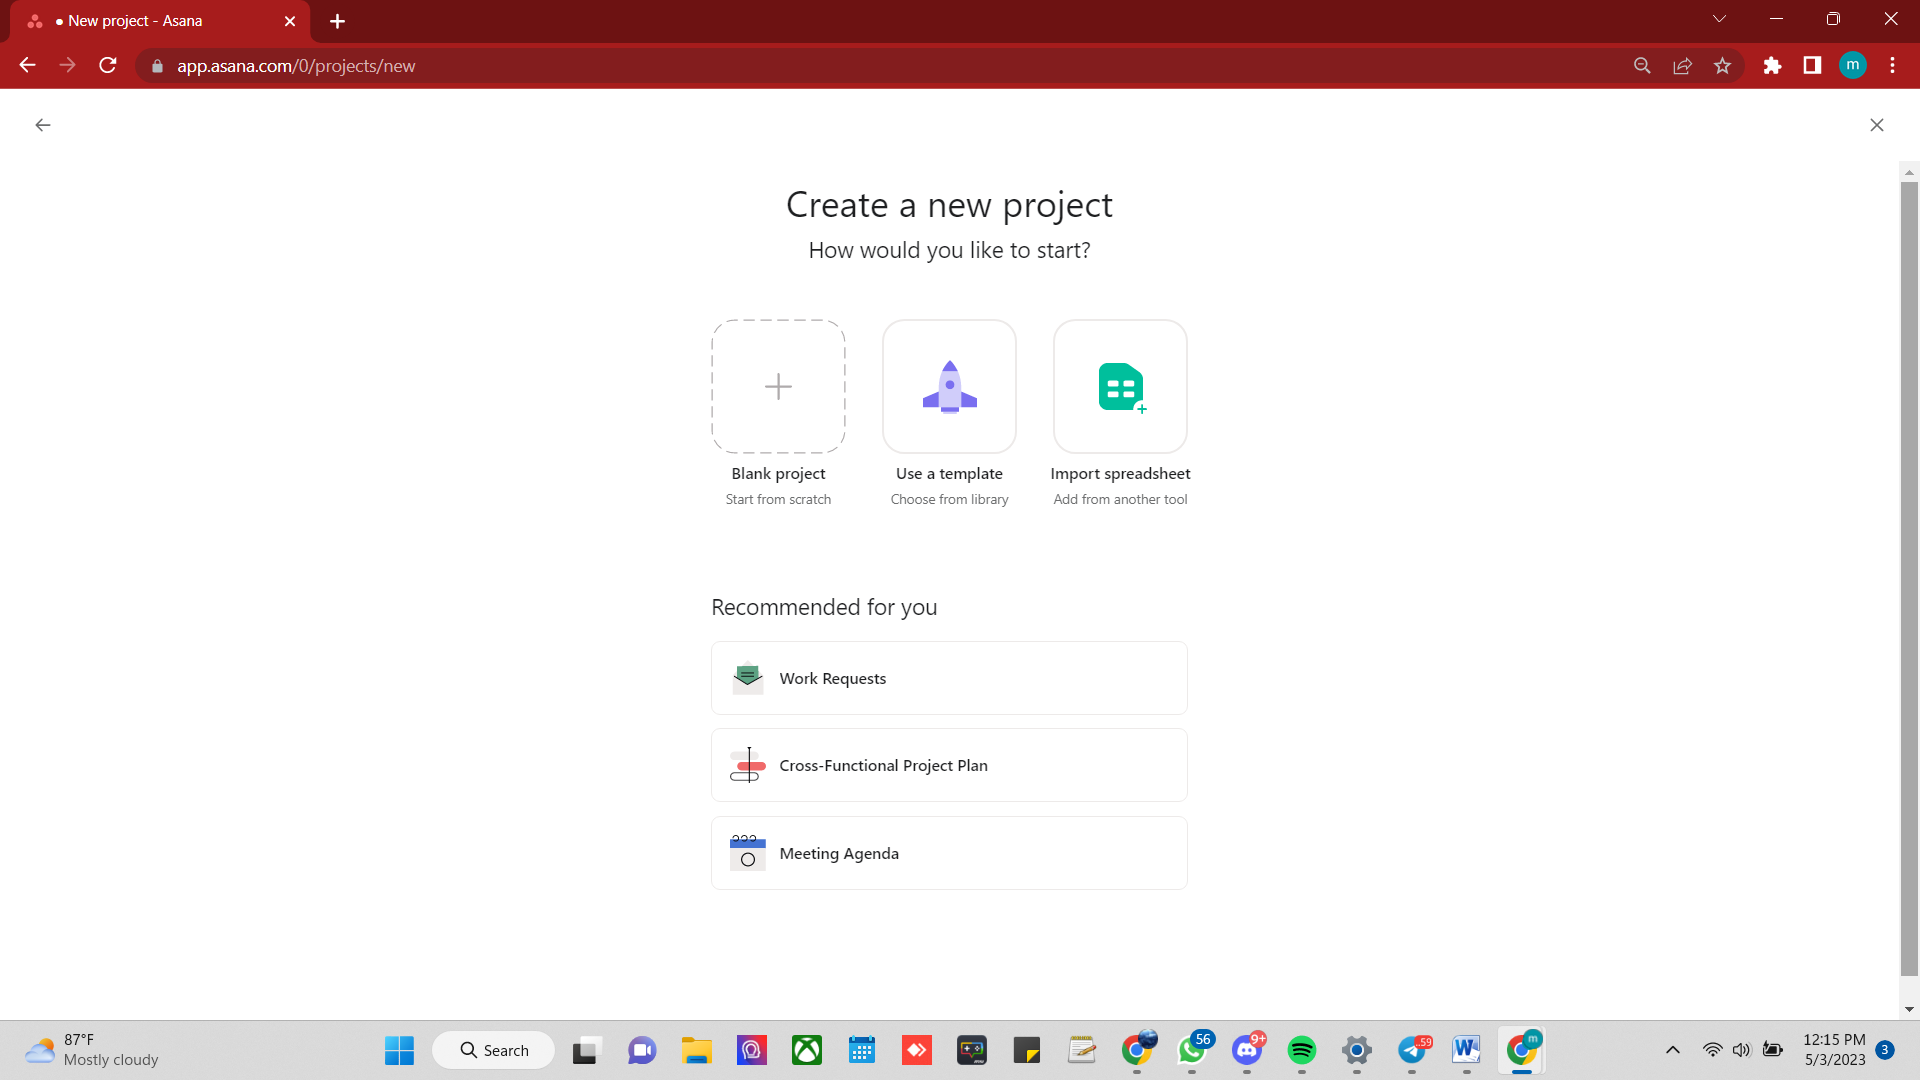 ● New project - Asana
app.asana.com/0/projects/new
m
Create a new project
How would you like to start?
Blank project
Start from scratch
Use a template
Choose from library
Import spreadsheet
Add from another tool
Recommended for you
Work Requests
Cross-Functional Project Plan
Meeting Agenda
87°F
Mostly cloudy
Search
56
9+
59
W
m
12:15 PM
5/3/2023
3